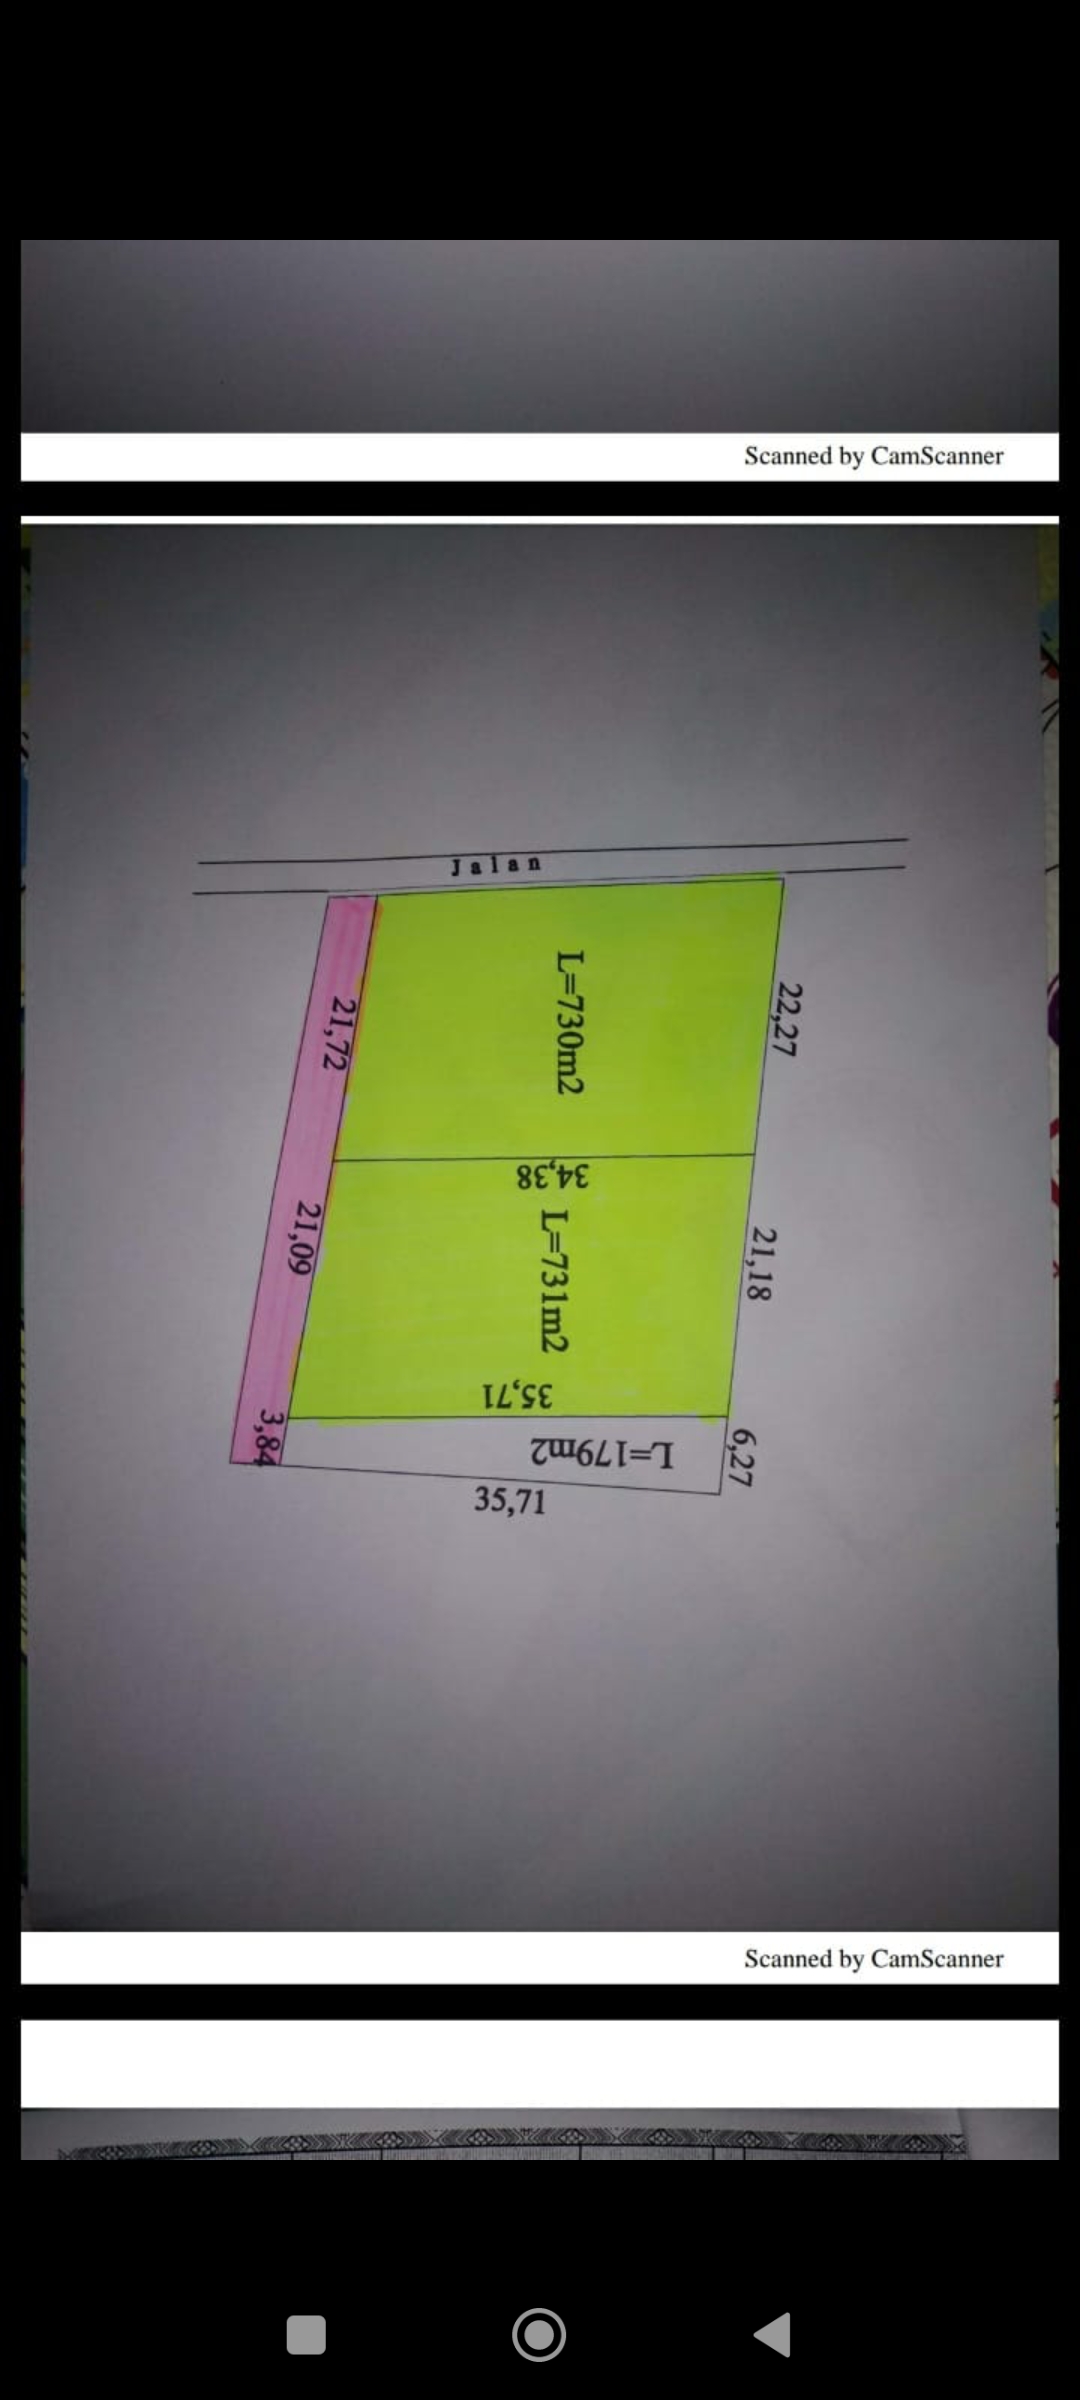 Scanned by CamScanner
Jalan
22,27
L=730m2
21,72
34,38
21,18
L=731m2
21,09
35,71
6,27
L=179m2
3,84
35,71
Scanned by CamScanner